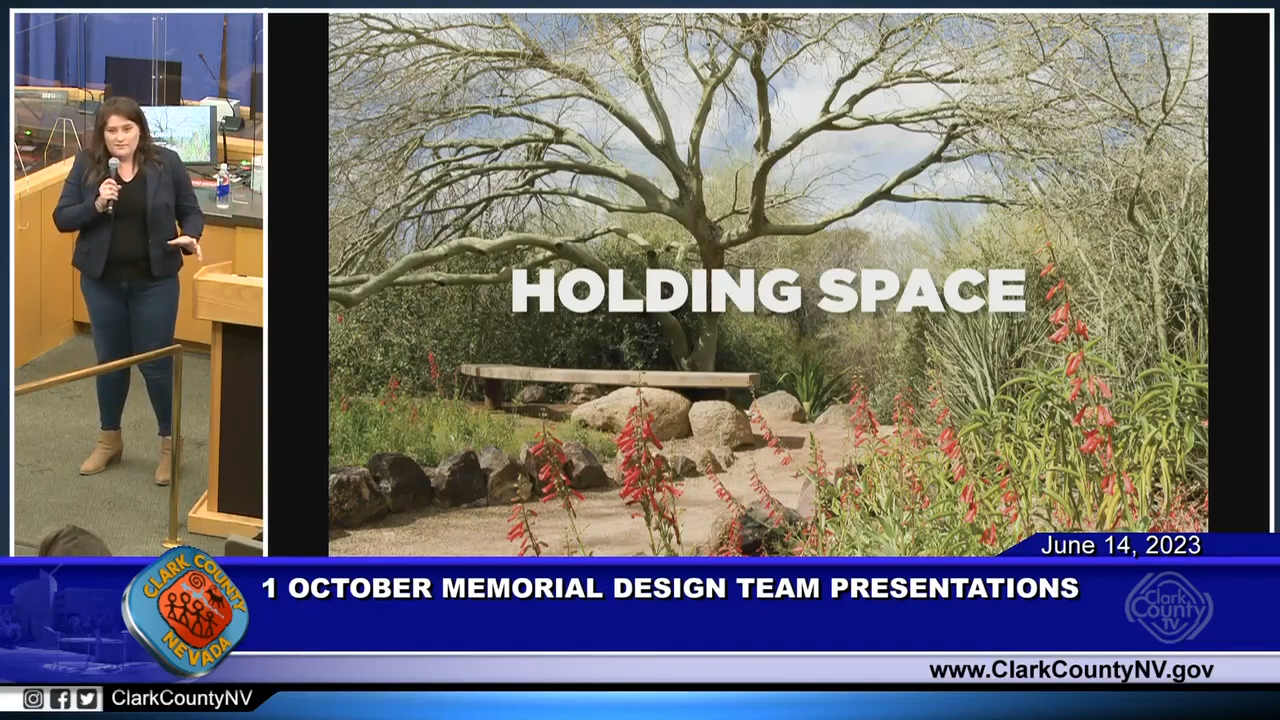 HOLDING SPACE
June 14, 2023
1 OCTOBER MEMORIAL DESIGN TEAM PRESENTATIONS
CLARK COUNTY
NEVADA
Clark
County
TV
www.ClarkCountyNV.gov
ClarkCountyNV